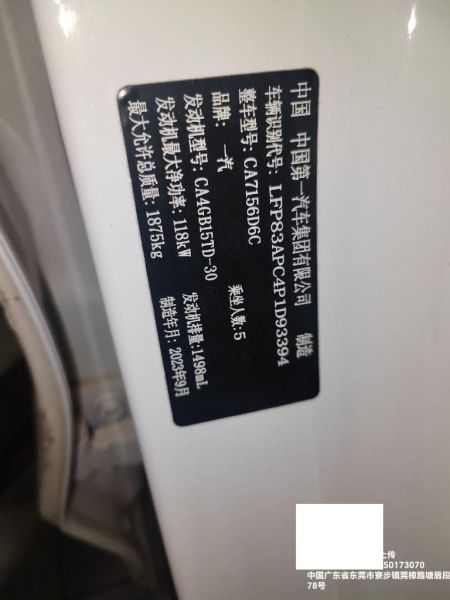 中国 中国第一汽车集团有限公司 制造
车辆识别代号: LFP83APC4P1D93394
整车型号: CA7156D6C
品牌: 一汽 乘坐人数: 5
发动机型号: CA4GB15TD-30 发动机排量: 1498mL
发动机最大净功率: 118kW 制造年月: 2023年9月
最大允许总质量: 1875kg
上传
S0173070
中国广东省东莞市寮步镇莞樟路塘唇段
78号